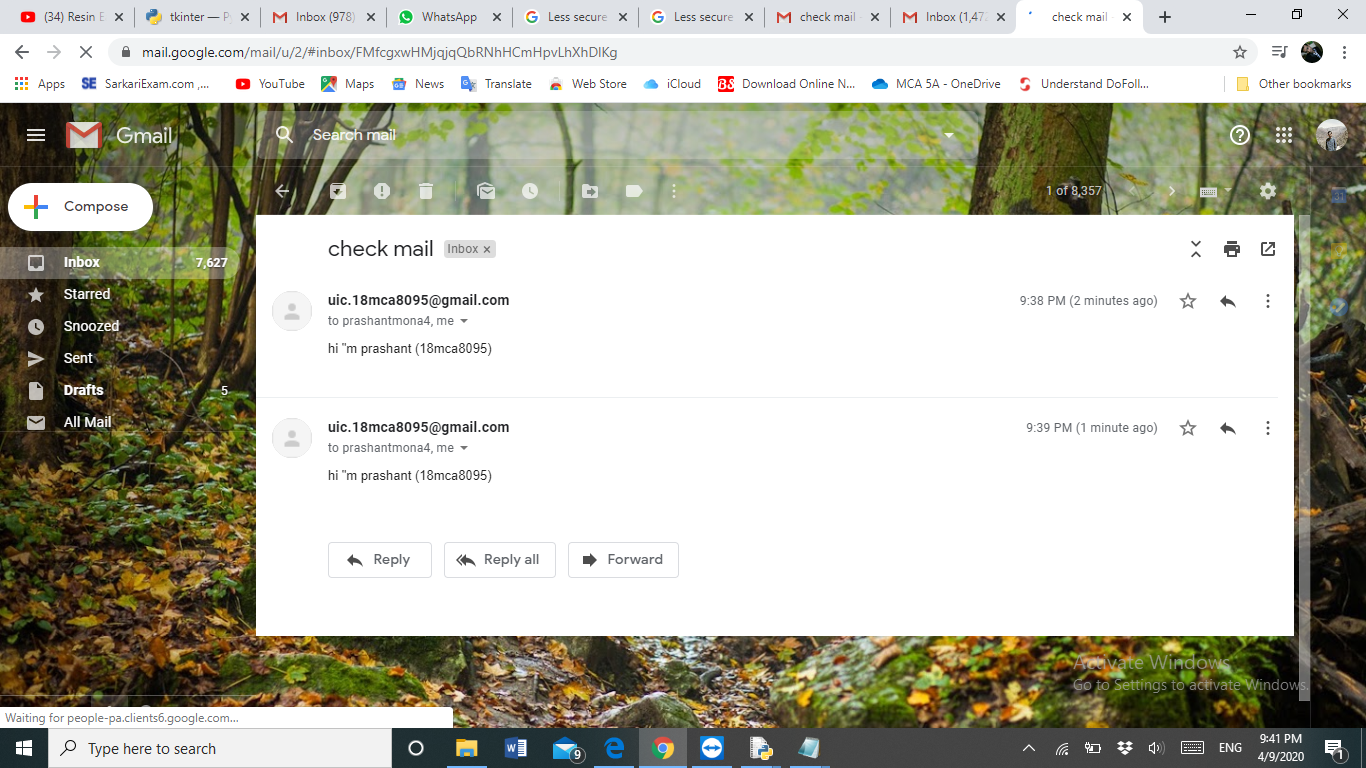 (34) Resin E
tkinter — P
Inbox (978)
WhatsApp
Less secure
Less secure
check mail -
Inbox (1,472
check mail -
mail.google.com/mail/u/2/#inbox/FMfcgxwHMjqjqQbRNhHCmHpvLhXhDlKg
Apps
SE SarkariExam.com ,...
YouTube
Maps
News
Translate
Web Store
iCloud
BS Download Online N...
MCA 5A - OneDrive
Understand DoFoll...
Other bookmarks
Gmail
Search mail
Compose
1 of 8,357
31
Inbox 7,627
Starred
Snoozed
Sent
Drafts 5
All Mail
check mail Inbox ×
uic.18mca8095@gmail.com 9:38 PM (2 minutes ago)
to prashantmona4, me
hi "m prashant (18mca8095)
uic.18mca8095@gmail.com 9:39 PM (1 minute ago)
to prashantmona4, me
hi "m prashant (18mca8095)
Reply
Reply all
Forward
Activate Windows
Go to Settings to activate Windows.
Waiting for people-pa.clients6.google.com...
Type here to search
9
ENG
9:41 PM
4/9/2020
1